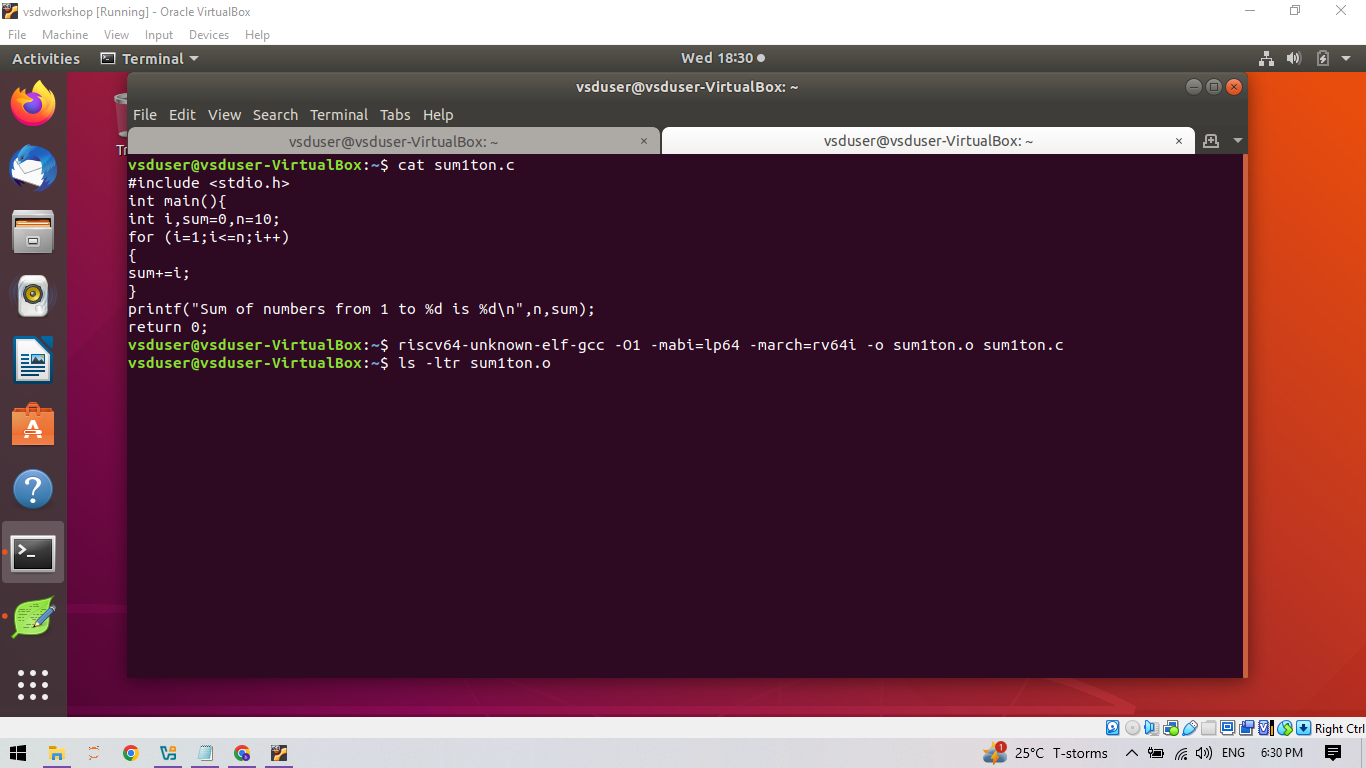 vsdworkshop [Running] - Oracle VirtualBox
File Machine View Input Devices Help
Activities Terminal Wed 18:30
vsduser@vsduser-VirtualBox: ~
File Edit View Search Terminal Tabs Help
vsduser@vsduser-VirtualBox: ~ × vsduser@vsduser-VirtualBox: ~ ×
Tr
vsduser@vsduser-VirtualBox:~$ cat sum1ton.c
#include <stdio.h>
int main(){
int i,sum=0,n=10;
for (i=1;i<=n;i++)
{
sum+=i;
}
printf("Sum of numbers from 1 to %d is %d\n",n,sum);
return 0;
vsduser@vsduser-VirtualBox:~$ riscv64-unknown-elf-gcc -O1 -mabi=lp64 -march=rv64i -o sum1ton.o sum1ton.c
vsduser@vsduser-VirtualBox:~$ ls -ltr sum1ton.o
Right Ctrl
1 25°C T-storms ENG 6:30 PM